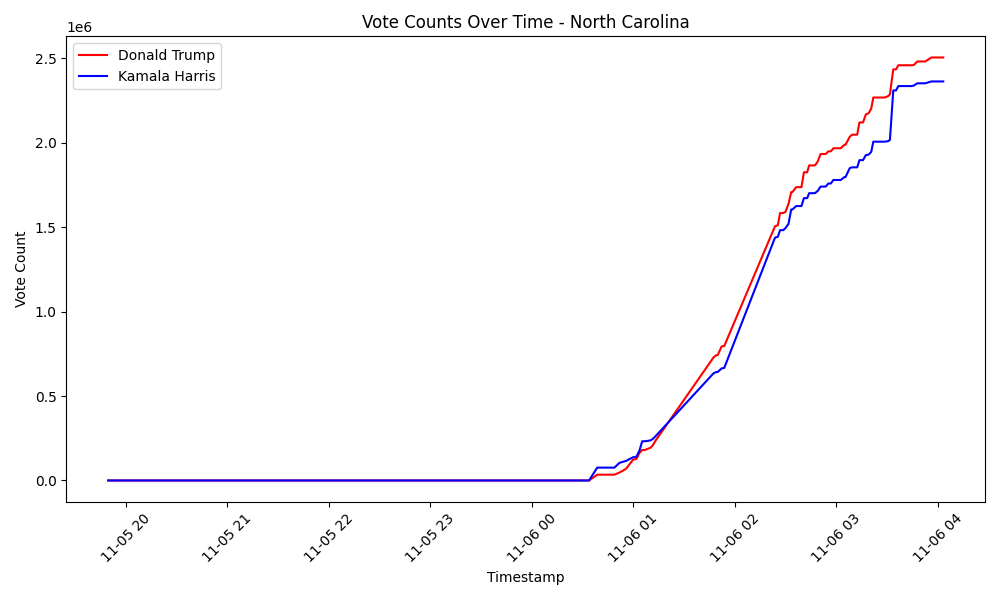 Vote Counts Over Time - North Carolina
1e6
Donald Trump
Kamala Harris
2.5
2.0
1.5
1.0
0.5
0.0
Vote Count
11-05 20
11-05 21
11-05 22
11-05 23
11-06 00
11-06 01
11-06 02
11-06 03
11-06 04
Timestamp